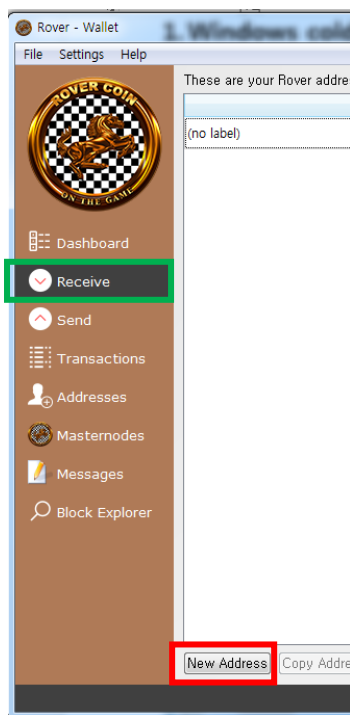 Rover - Wallet
1. Windows cold
File Settings Help
ROVER COIN
ON THE GAME
These are your Rover addre
(no label)
Dashboard
Receive
Send
Transactions
Addresses
Masternodes
Messages
Block Explorer
New Address Copy Addre